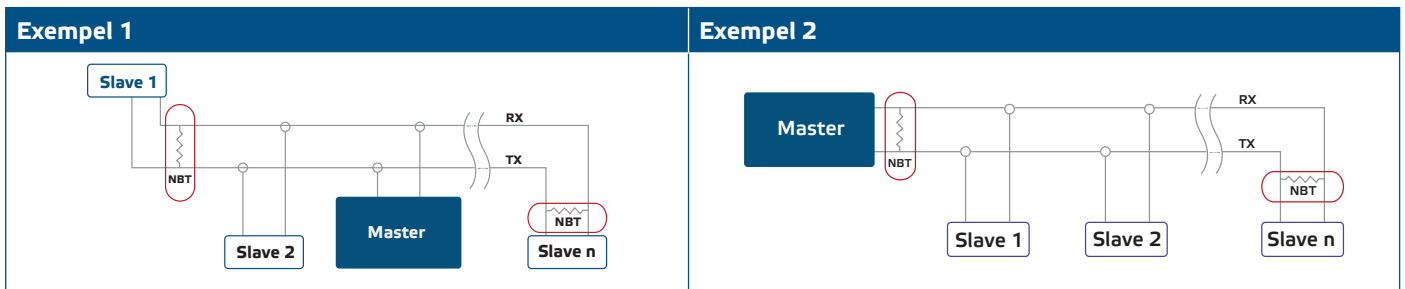 Exempel 1
Slave 1
RX
TX
NBT
NBT
Master
Slave 2
Slave n
Exempel 2
RX
Master
TX
NBT
NBT
Slave 1
Slave 2
Slave n